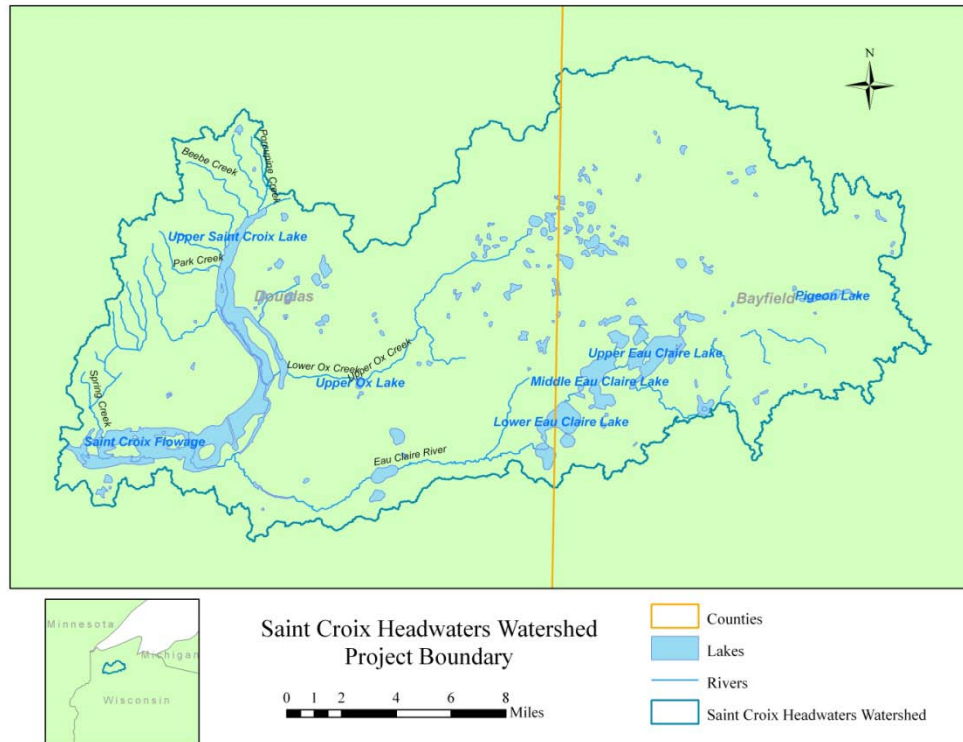 N
Porcupine Creek
Beebe Creek
Upper Saint Croix Lake
Park Creek
Douglas
Bayfield
Pigeon Lake
Upper Ox Creek
Lower Ox Creek
Upper Ox Lake
Upper Eau Claire Lake
Middle Eau Claire Lake
Spring Creek
Lower Eau Claire Lake
Saint Croix Flowage
Eau Claire River
Minnesota
Michigan
Wisconsin
Saint Croix Headwaters Watershed
Project Boundary
0 1 2 4 6 8
Miles
Counties
Lakes
Rivers
Saint Croix Headwaters Watershed